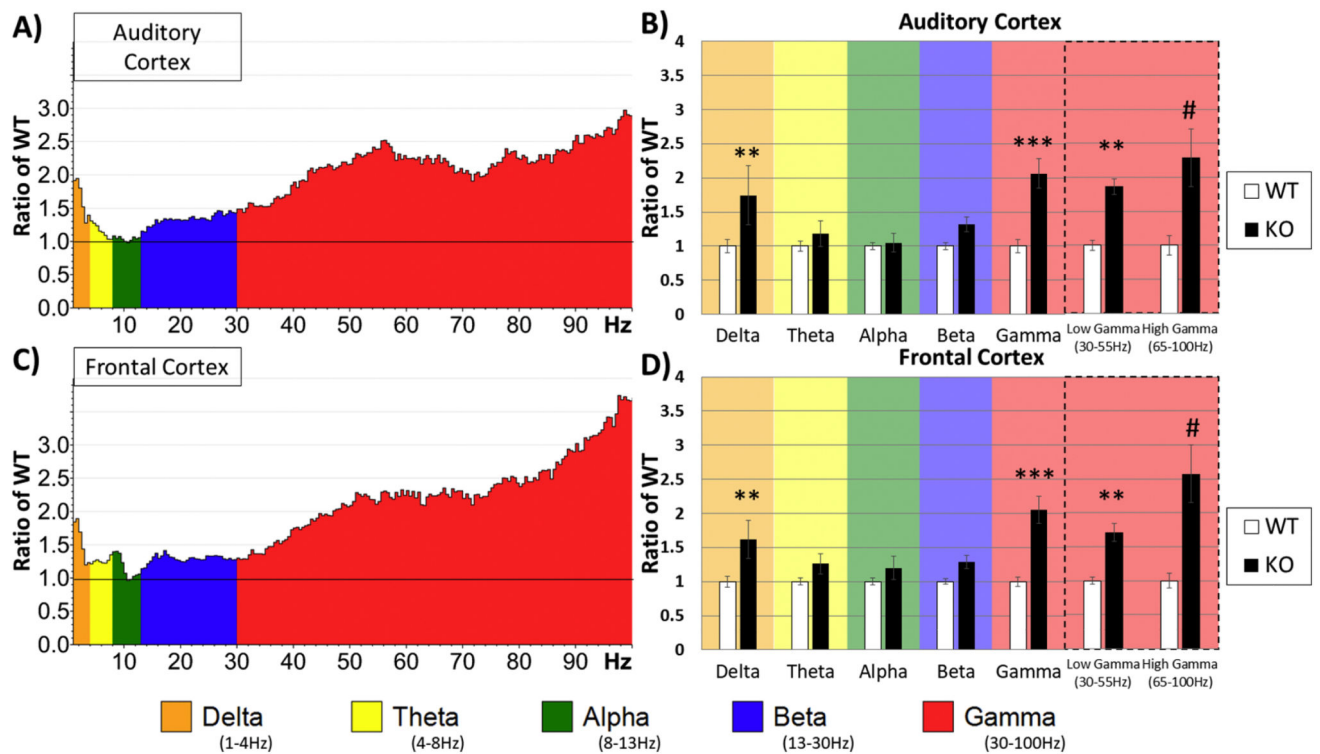 A)
Auditory
Cortex
Ratio of WT
3.0
2.5
2.0
1.5
1.0
0.5
0.0
10 20 30 40 50 60 70 80 90 Hz
B)
Auditory Cortex
Ratio of WT
4
3.5
3
2.5
2
1.5
1
0.5
0
** *** ** #
Delta Theta Alpha Beta Gamma Low Gamma (30-55Hz) High Gamma (65-100Hz)
WT
KO
C)
Frontal Cortex
Ratio of WT
3.0
2.5
2.0
1.5
1.0
0.5
0.0
10 20 30 40 50 60 70 80 90 Hz
D)
Frontal Cortex
Ratio of WT
4
3.5
3
2.5
2
1.5
1
0.5
0
** *** ** #
Delta Theta Alpha Beta Gamma Low Gamma (30-55Hz) High Gamma (65-100Hz)
WT
KO
Delta Theta Alpha Beta Gamma
(1-4Hz) (4-8Hz) (8-13Hz) (13-30Hz) (30-100Hz)